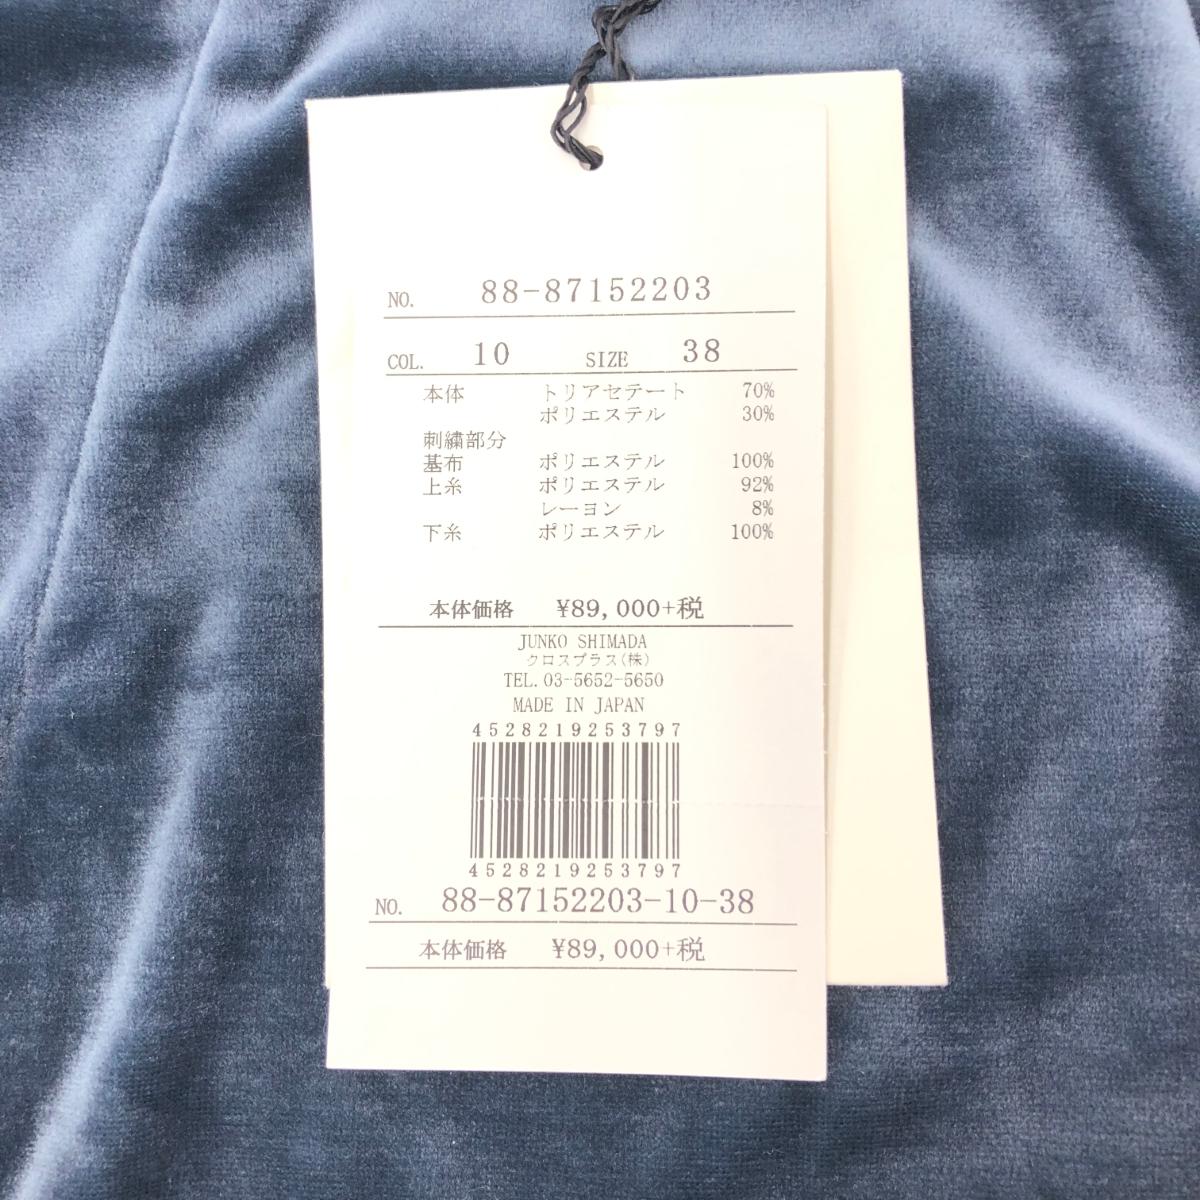 NO. 88-87152203
COL. 10 SIZE 38
本体 トリアセテート 70%
ポリエステル 30%
刺繍部分
基布 ポリエステル 100%
上糸 ポリエステル 92%
レーヨン 8%
下糸 ポリエステル 100%
本体価格 ¥89,000+税
JUNKO SHIMADA
クロスプラス(株)
TEL.03-5652-5650
MADE IN JAPAN
4528219253797
4528219253797
NO. 88-87152203-10-38
本体価格 ¥89,000+税